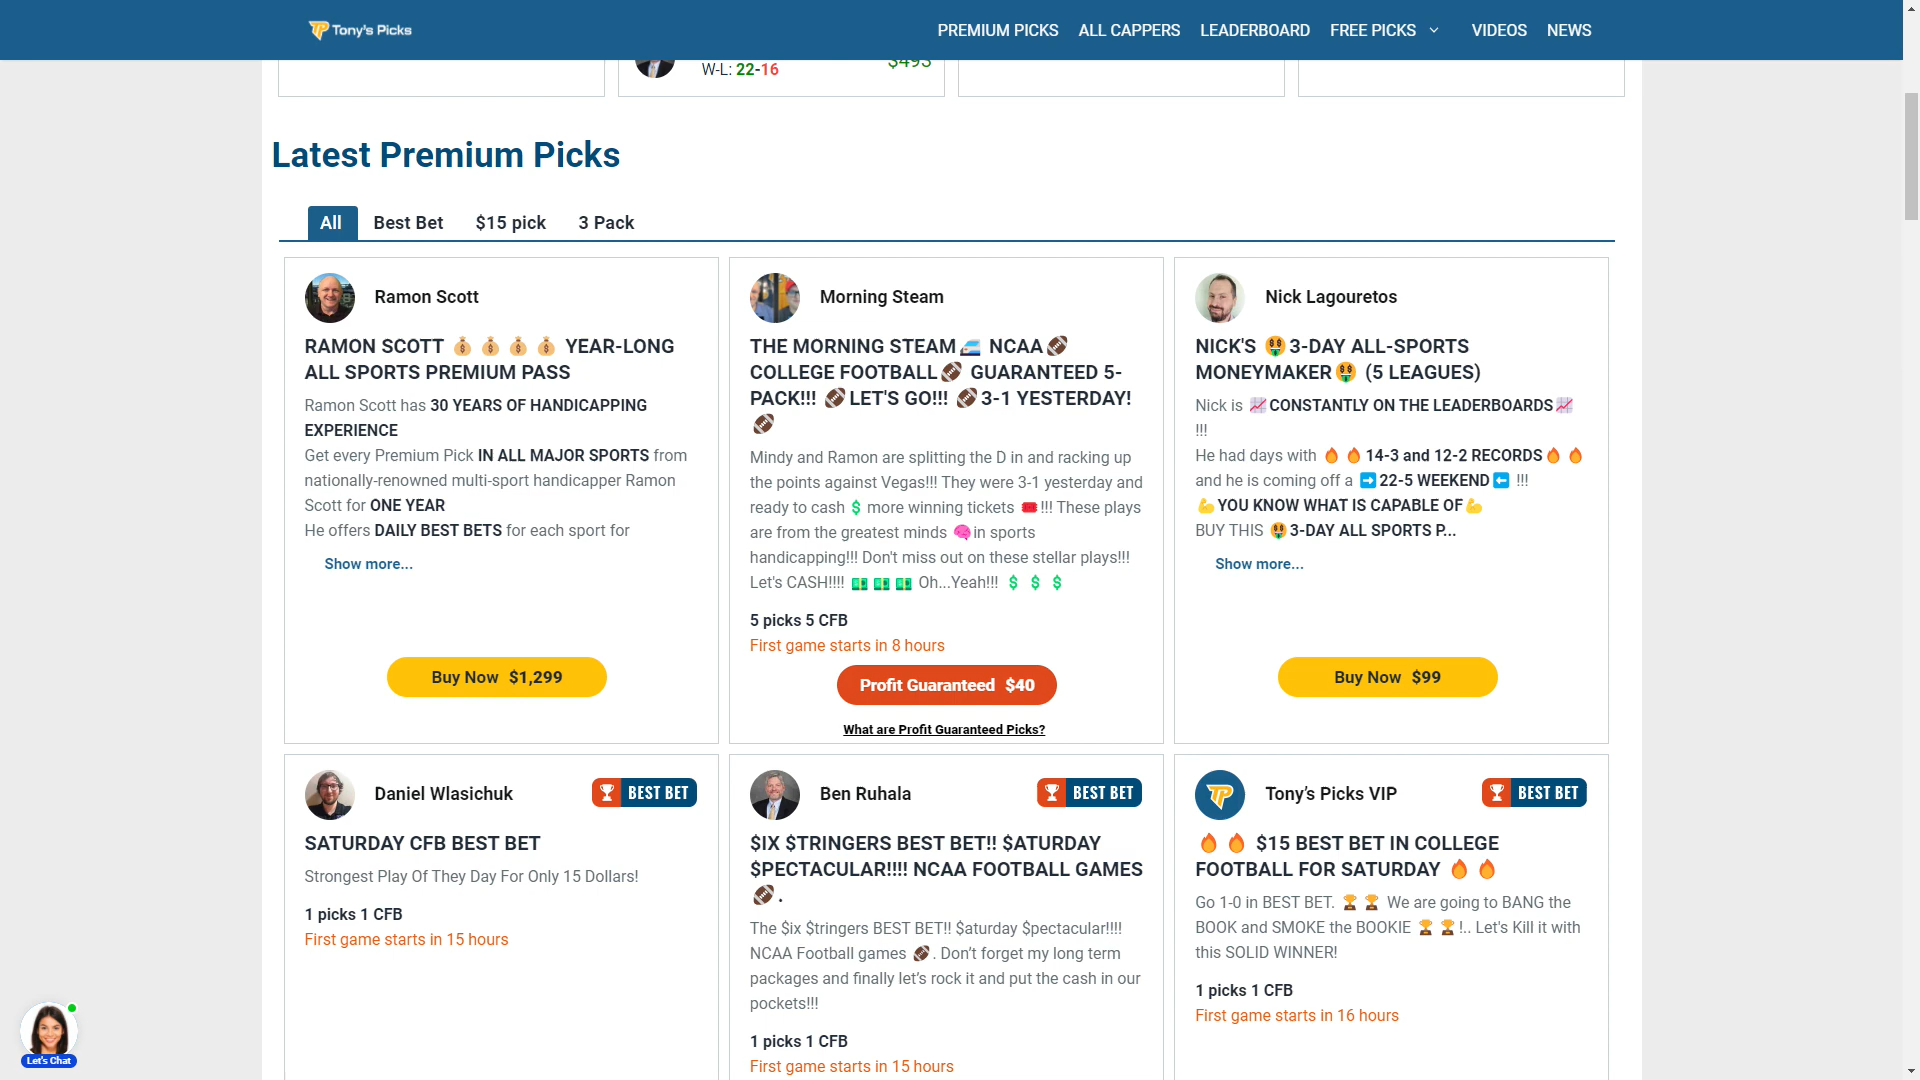 Tony's Picks
PREMIUM PICKS
ALL CAPPERS
LEADERBOARD
FREE PICKS
VIDEOS
NEWS
W-L: 22-16
$493
Latest Premium Picks
All
Best Bet
$15 pick
3 Pack
Ramon Scott
RAMON SCOTT 💰 💰 💰 💰 YEAR-LONG
ALL SPORTS PREMIUM PASS
Ramon Scott has 30 YEARS OF HANDICAPPING
EXPERIENCE
Get every Premium Pick IN ALL MAJOR SPORTS from
nationally-renowned multi-sport handicapper Ramon
Scott for ONE YEAR
He offers DAILY BEST BETS for each sport for
Show more...
Buy Now $1,299
Morning Steam
THE MORNING STEAM🚄 NCAA🏈
COLLEGE FOOTBALL🏈 GUARANTEED 5-
PACK!!! 🏈LET'S GO!!! 🏈3-1 YESTERDAY!
🏈
Mindy and Ramon are splitting the D in and racking up
the points against Vegas!!! They were 3-1 yesterday and
ready to cash 💲 more winning tickets 🎟️!!! These plays
are from the greatest minds 🧠in sports
handicapping!!! Don't miss out on these stellar plays!!!
Let's CASH!!!! 💵 💵 💵 Oh...Yeah!!! 💲 💲 💲
5 picks 5 CFB
First game starts in 8 hours
Profit Guaranteed $40
What are Profit Guaranteed Picks?
Nick Lagouretos
NICK'S 🤑3-DAY ALL-SPORTS
MONEYMAKER🤑 (5 LEAGUES)
Nick is 📈CONSTANTLY ON THE LEADERBOARDS📈
!!!
He had days with 🔥 🔥14-3 and 12-2 RECORDS🔥 🔥
and he is coming off a ➡️22-5 WEEKEND⬅️ !!!
💪YOU KNOW WHAT IS CAPABLE OF💪
BUY THIS 🤑3-DAY ALL SPORTS P...
Show more...
Buy Now $99
Daniel Wlasichuk
BEST BET
SATURDAY CFB BEST BET
Strongest Play Of They Day For Only 15 Dollars!
1 picks 1 CFB
First game starts in 15 hours
Ben Ruhala
BEST BET
$IX $TRINGERS BEST BET!! $ATURDAY
$PECTACULAR!!!! NCAA FOOTBALL GAMES
🏈.
The $ix $tringers BEST BET!! $aturday $pectacular!!!!
NCAA Football games 🏈. Don’t forget my long term
packages and finally let’s rock it and put the cash in our
pockets!!!
1 picks 1 CFB
First game starts in 15 hours
Tony’s Picks VIP
BEST BET
🔥 🔥 $15 BEST BET IN COLLEGE
FOOTBALL FOR SATURDAY 🔥 🔥
Go 1-0 in BEST BET. 🏆 🏆 We are going to BANG the
BOOK and SMOKE the BOOKIE 🏆 🏆!.. Let's Kill it with
this SOLID WINNER!
1 picks 1 CFB
First game starts in 16 hours
Let's Chat